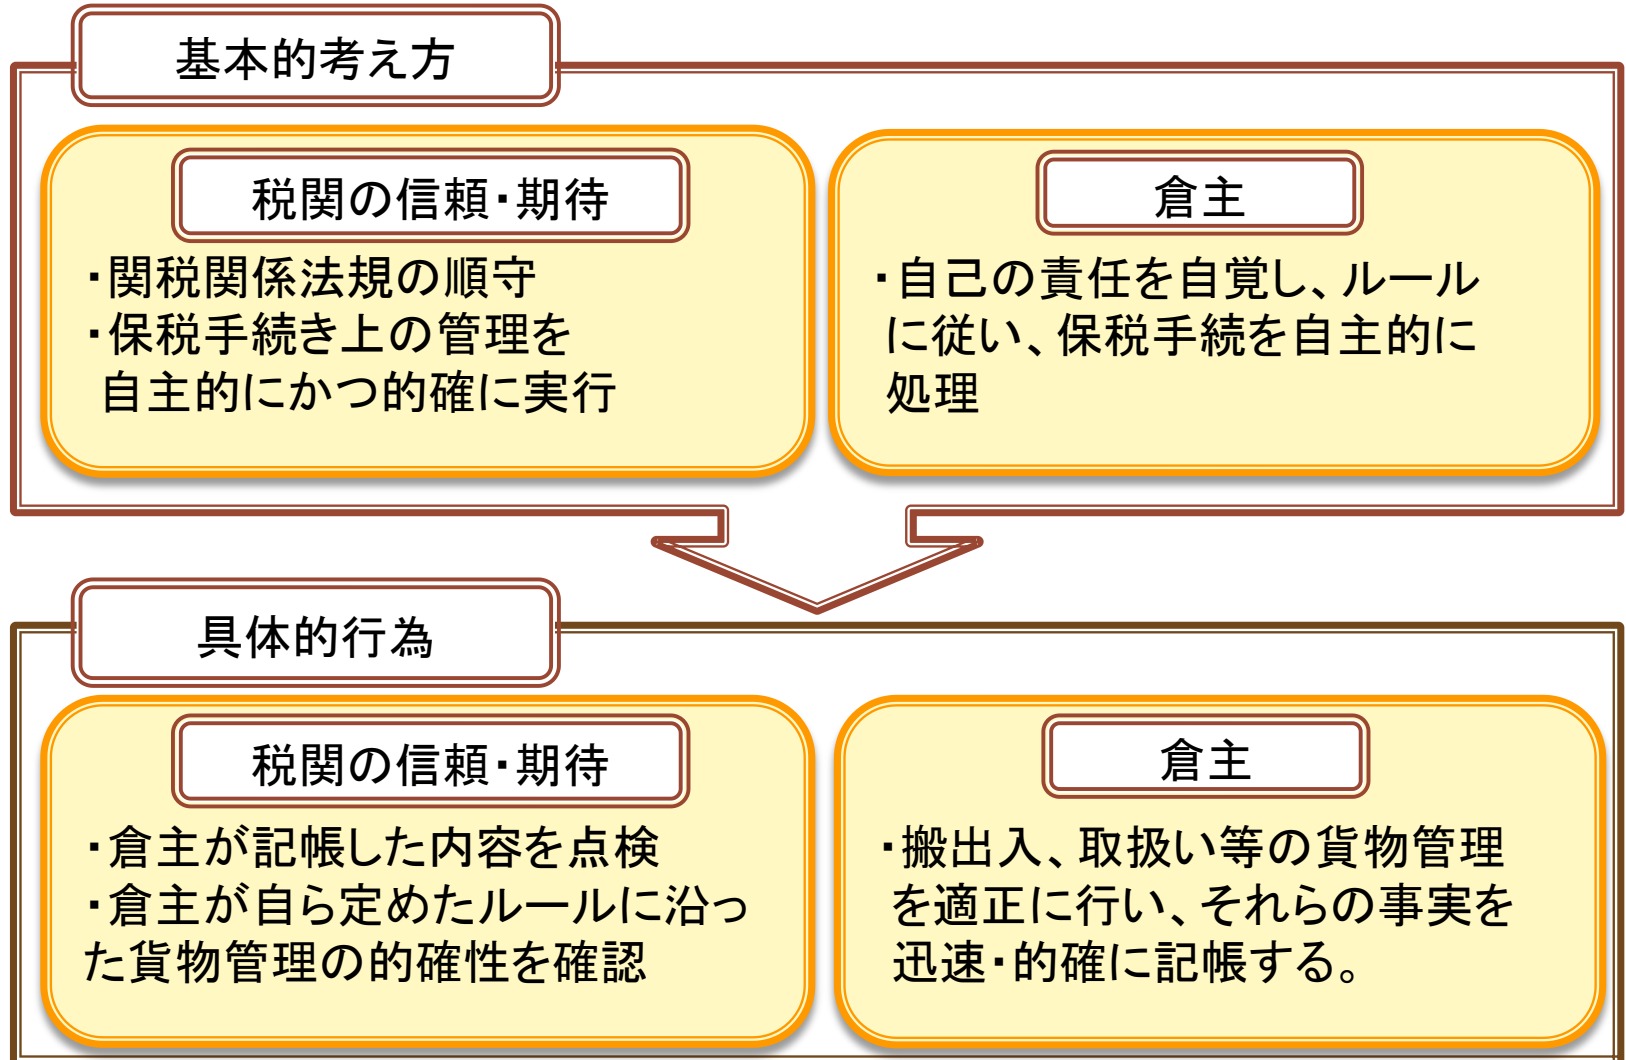 基本的考え方
税関の信頼・期待
・関税関係法規の順守
・保税手続き上の管理を
自主的にかつ的確に実行
倉主
・自己の責任を自覚し、ルール
に従い、保税手続を自主的に
処理
具体的行為
税関の信頼・期待
・倉主が記帳した内容を点検
・倉主が自ら定めたルールに沿っ
た貨物管理の的確性を確認
倉主
・搬出入、取扱い等の貨物管理
を適正に行い、それらの事実を
迅速・的確に記帳する。